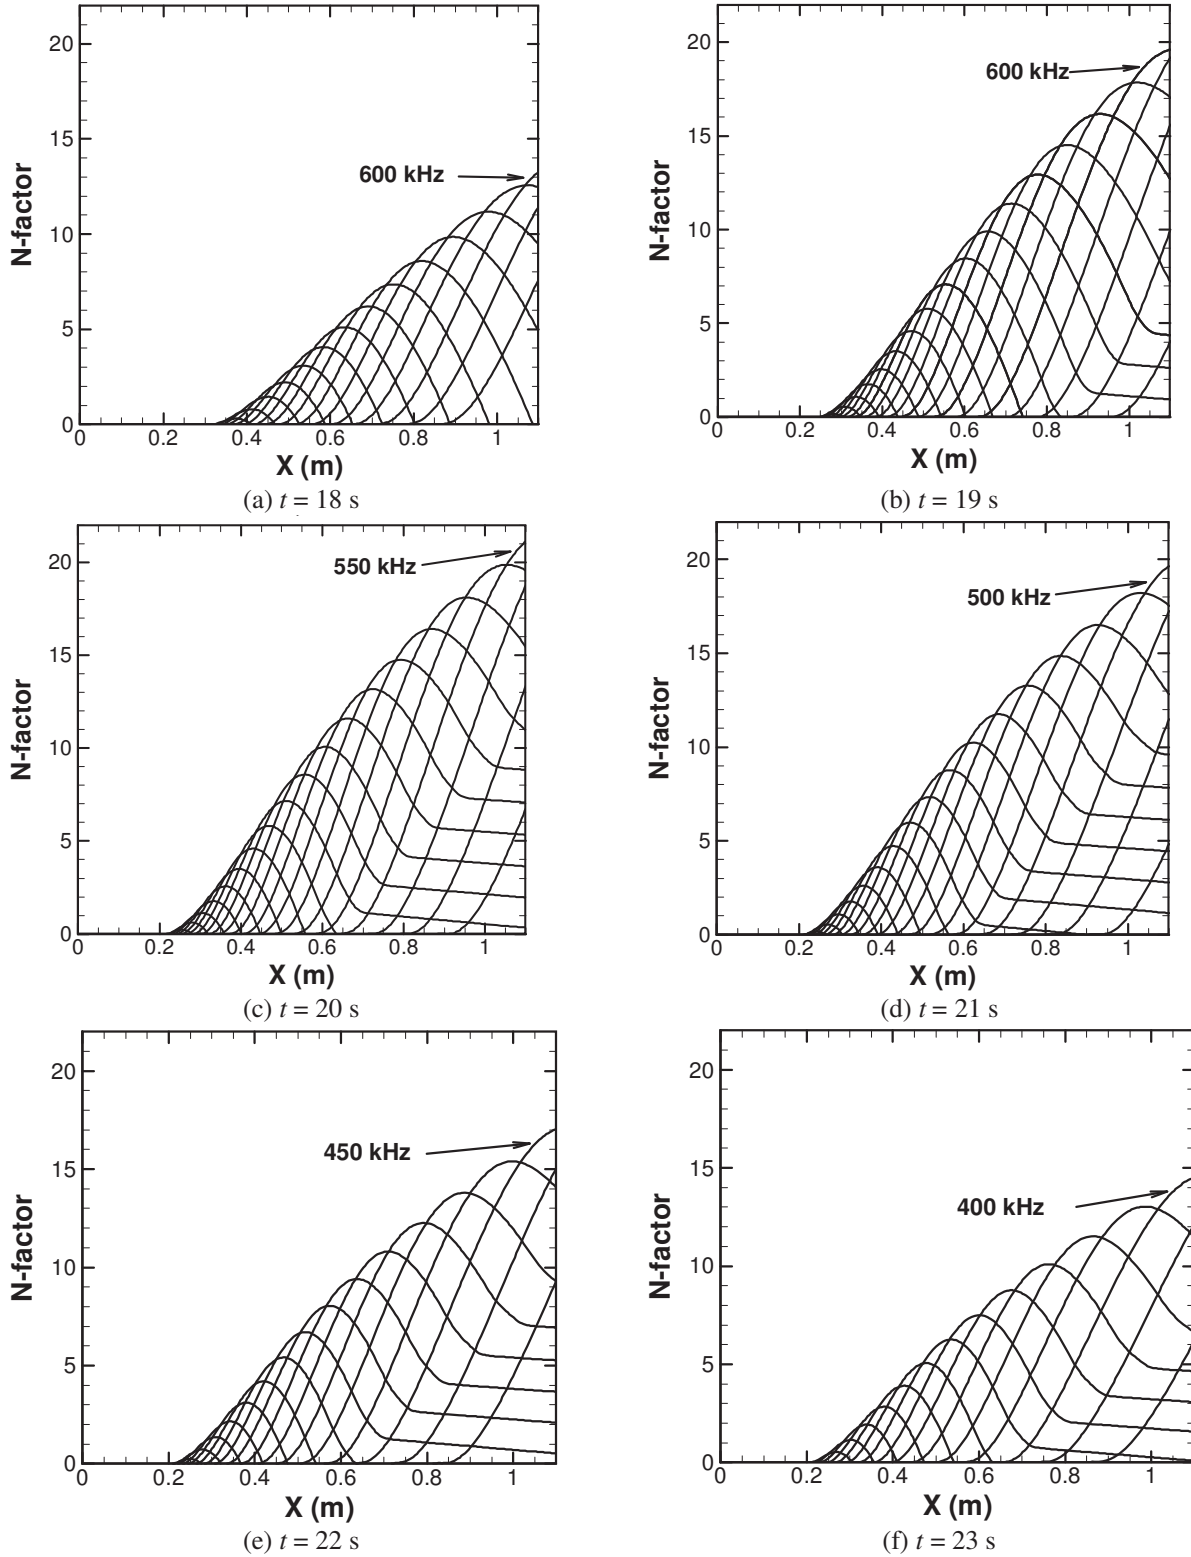 20
15
600 kHz
10
N-factor
5
0
0 0.2 0.4 0.6 0.8 1
X (m)
(a) t = 18 s
20
600 kHz
15
N-factor
10
5
0
0 0.2 0.4 0.6 0.8 1
X (m)
(b) t = 19 s
20
550 kHz
15
N-factor
10
5
0
0 0.2 0.4 0.6 0.8 1
X (m)
(c) t = 20 s
20
500 kHz
15
N-factor
10
5
0
0 0.2 0.4 0.6 0.8 1
X (m)
(d) t = 21 s
20
450 kHz
15
N-factor
10
5
0
0 0.2 0.4 0.6 0.8 1
X (m)
(e) t = 22 s
20
15
400 kHz
N-factor
10
5
0
0 0.2 0.4 0.6 0.8 1
X (m)
(f) t = 23 s